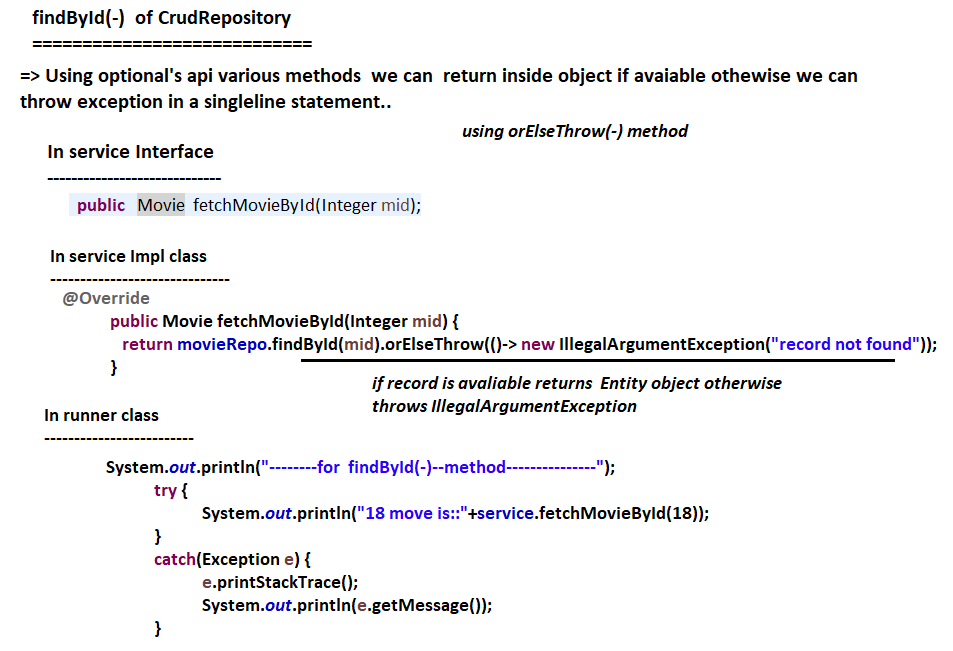 findById(-) of CrudRepository
============================
=> Using optional's api various methods we can return inside object if avaiable othewise we can
throw exception in a singleline statement..
using orElseThrow(-) method
In service Interface
-----------------------------
public Movie fetchMovieById(Integer mid);
In service Impl class
------------------------------
@Override
public Movie fetchMovieById(Integer mid) {
return movieRepo.findById(mid).orElseThrow(()-> new IllegalArgumentException("record not found"));
}
if record is avaliable returns Entity object otherwise
throws IllegalArgumentException
In runner class
-------------------------
System.out.println("--------for findById(-)--method---------------");
try {
System.out.println("18 move is::"+service.fetchMovieById(18));
}
catch(Exception e) {
e.printStackTrace();
System.out.println(e.getMessage());
}